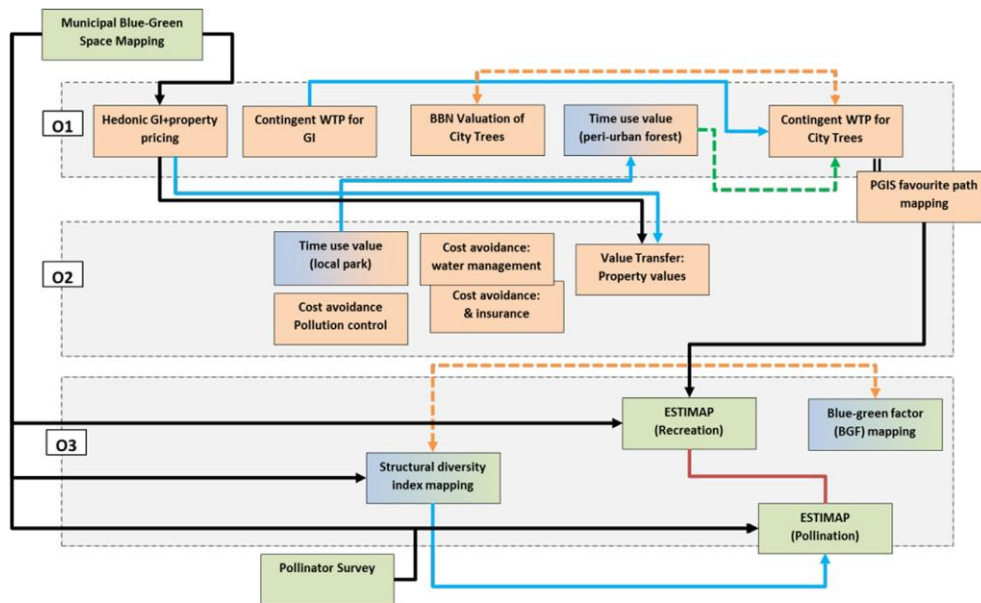 Municipal Blue-Green
Space Mapping
O1
Hedonic GI+property
pricing
Contingent WTP for
GI
BBN Valuation of
City Trees
Time use value
(peri-urban forest)
Contingent WTP for
City Trees
PGIS favourite path
mapping
O2
Time use value
(local park)
Cost avoidance:
water management
Value Transfer:
Property values
Cost avoidance
Pollution control
Cost avoidance:
& insurance
O3
ESTIMAP
(Recreation)
Blue-green factor
(BGF) mapping
Structural diversity
index mapping
ESTIMAP
(Pollination)
Pollinator Survey